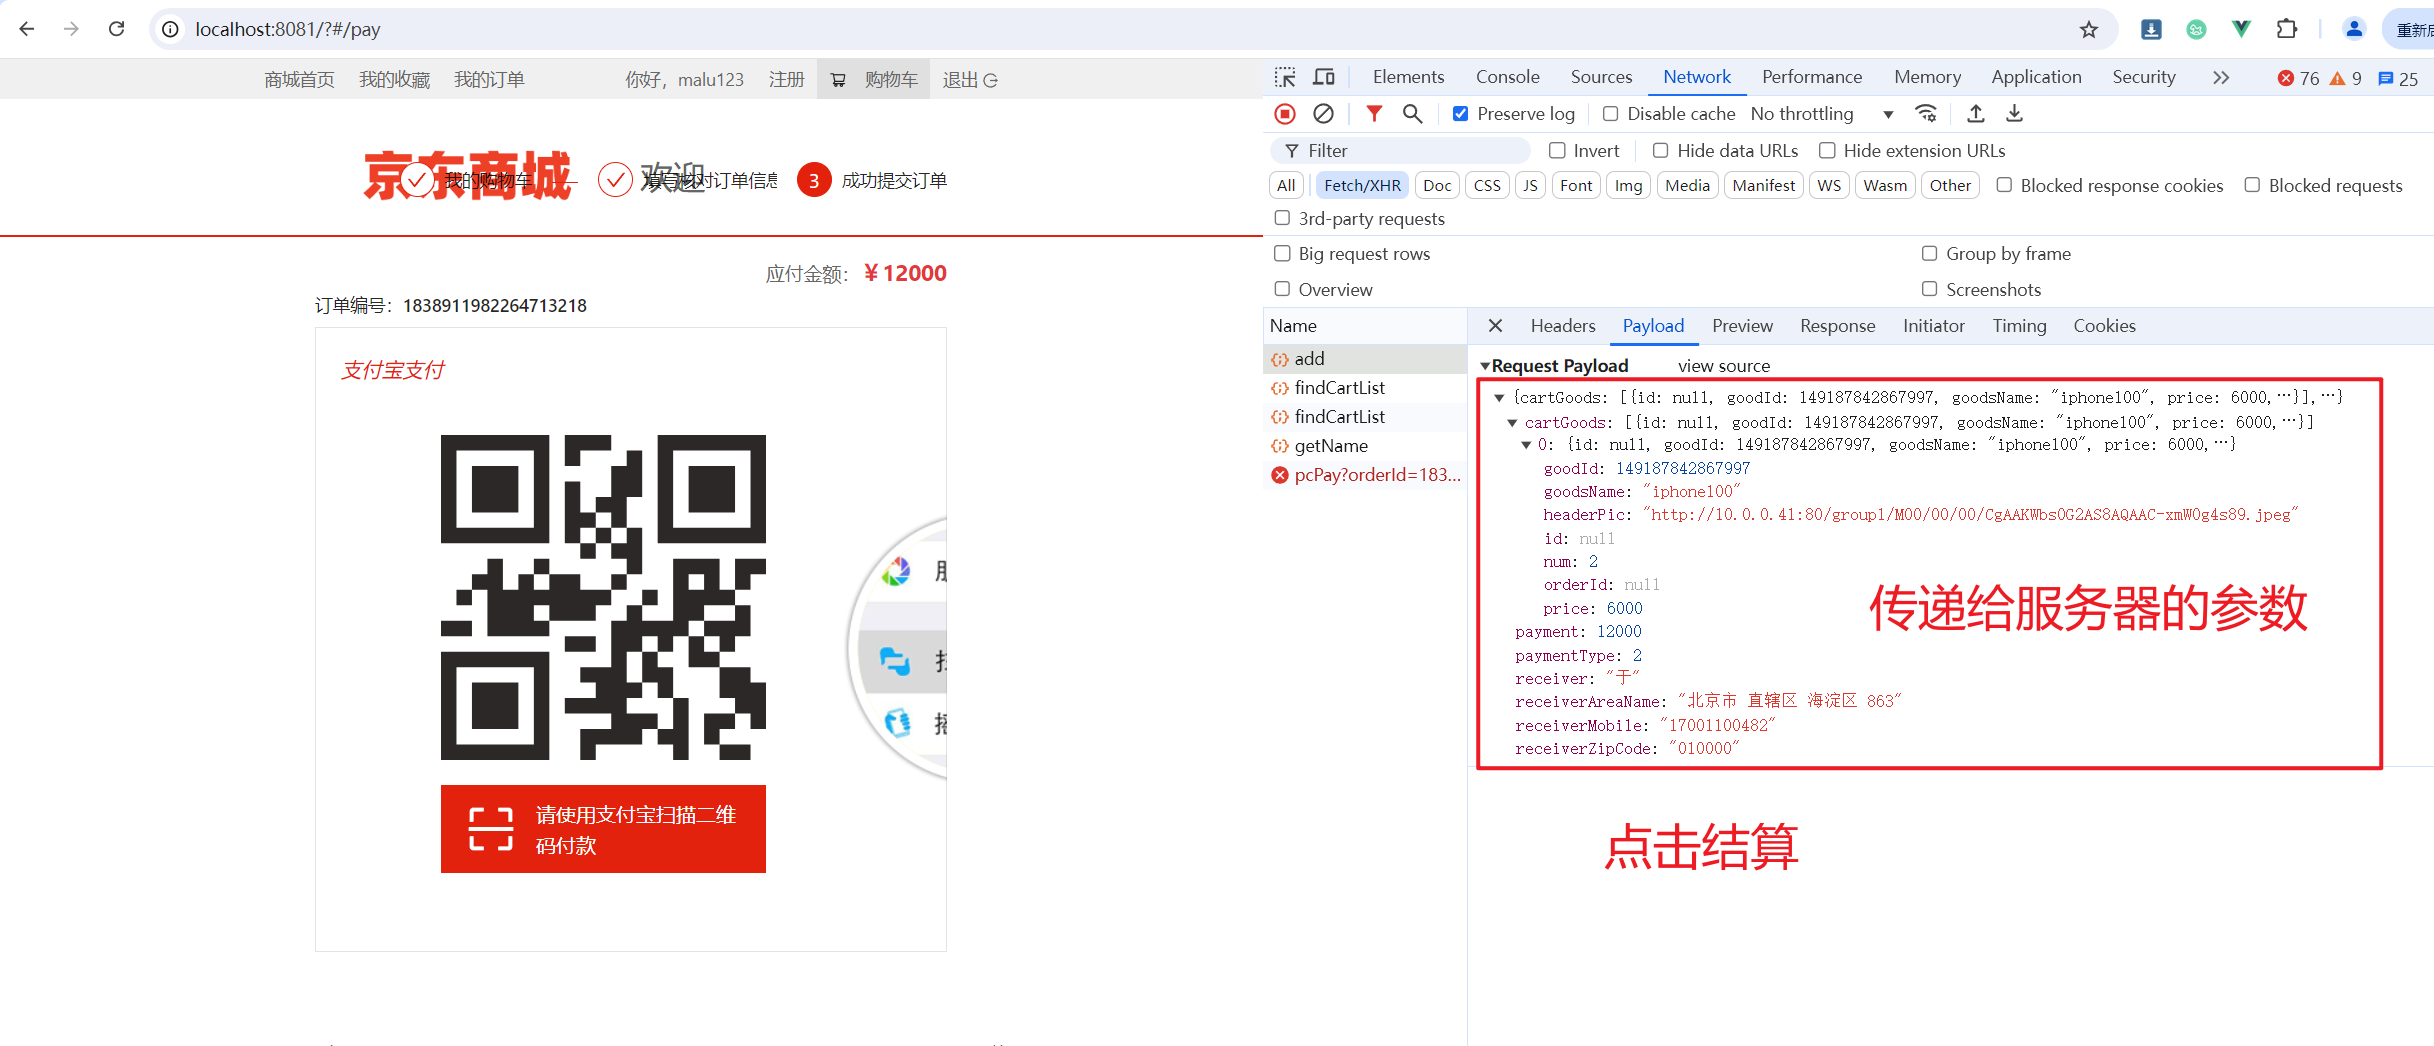 localhost:8081/?#/pay
重新启
商城首页 我的收藏 我的订单 你好，malu123 注册 购物车 退出
京东商城 欢迎
我的购物车 填写核对订单信息 3 成功提交订单
应付金额：￥12000
订单编号：1838911982264713218
支付宝支付
请使用支付宝扫描二维
码付款
Elements Console Sources Network Performance Memory Application Security 76 9 25
Preserve log Disable cache No throttling
Filter Invert Hide data URLs Hide extension URLs
All Fetch/XHR Doc CSS JS Font Img Media Manifest WS Wasm Other Blocked response cookies Blocked requests
3rd-party requests
Big request rows Group by frame
Overview Screenshots
Name
add
findCartList
findCartList
getName
pcPay?orderId=183...
Headers Payload Preview Response Initiator Timing Cookies
Request Payload view source
{cartGoods: [{id: null, goodId: 149187842867997, goodsName: "iphone100", price: 6000,…}],…}
cartGoods: [{id: null, goodId: 149187842867997, goodsName: "iphone100", price: 6000,…}]
0: {id: null, goodId: 149187842867997, goodsName: "iphone100", price: 6000,…}
goodId: 149187842867997
goodsName: "iphone100"
headerPic: "http://10.0.0.41:80/group1/M00/00/00/CgAAKWbsOG2AS8AQAAC-xmW0g4s89.jpeg"
id: null
num: 2
orderId: null
price: 6000
payment: 12000
paymentType: 2
receiver: "于"
receiverAreaName: "北京市 直辖区 海淀区 863"
receiverMobile: "17001100482"
receiverZipCode: "010000"
传递给服务器的参数
点击结算